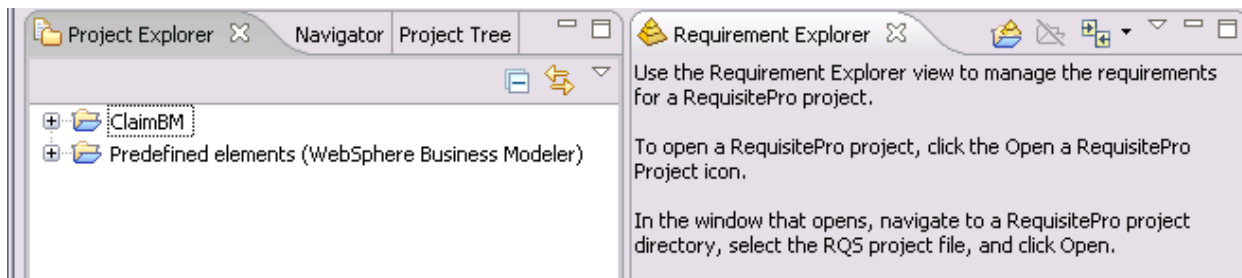 Project Explorer
Navigator
Project Tree
ClaimBM
Predefined elements (WebSphere Business Modeler)
Requirement Explorer
Use the Requirement Explorer view to manage the requirements
for a RequisitePro project.
To open a RequisitePro project, click the Open a RequisitePro
Project icon.
In the window that opens, navigate to a RequisitePro project
directory, select the RQS project file, and click Open.